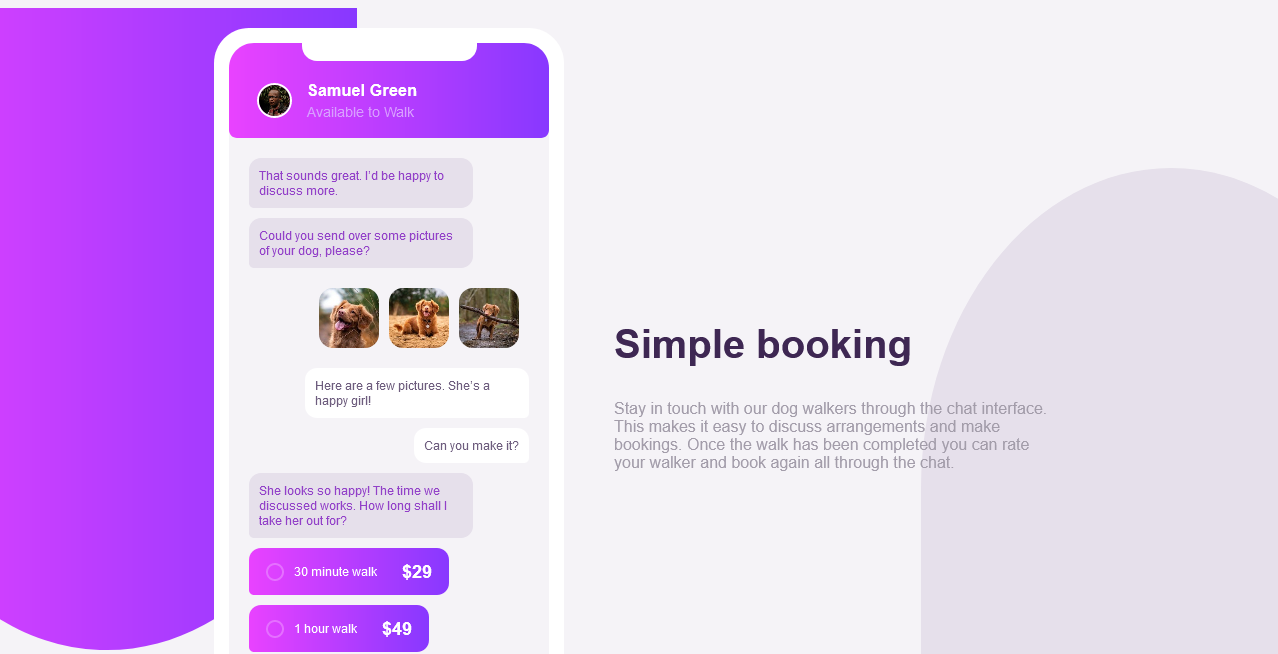 Samuel Green
Available to Walk
That sounds great. I’d be happy to
discuss more.
Could you send over some pictures
of your dog, please?
Here are a few pictures. She’s a
happy girl!
Can you make it?
She looks so happy! The time we
discussed works. How long shall I
take her out for?
30 minute walk $29
1 hour walk $49
Simple booking
Stay in touch with our dog walkers through the chat interface.
This makes it easy to discuss arrangements and make
bookings. Once the walk has been completed you can rate
your walker and book again all through the chat.